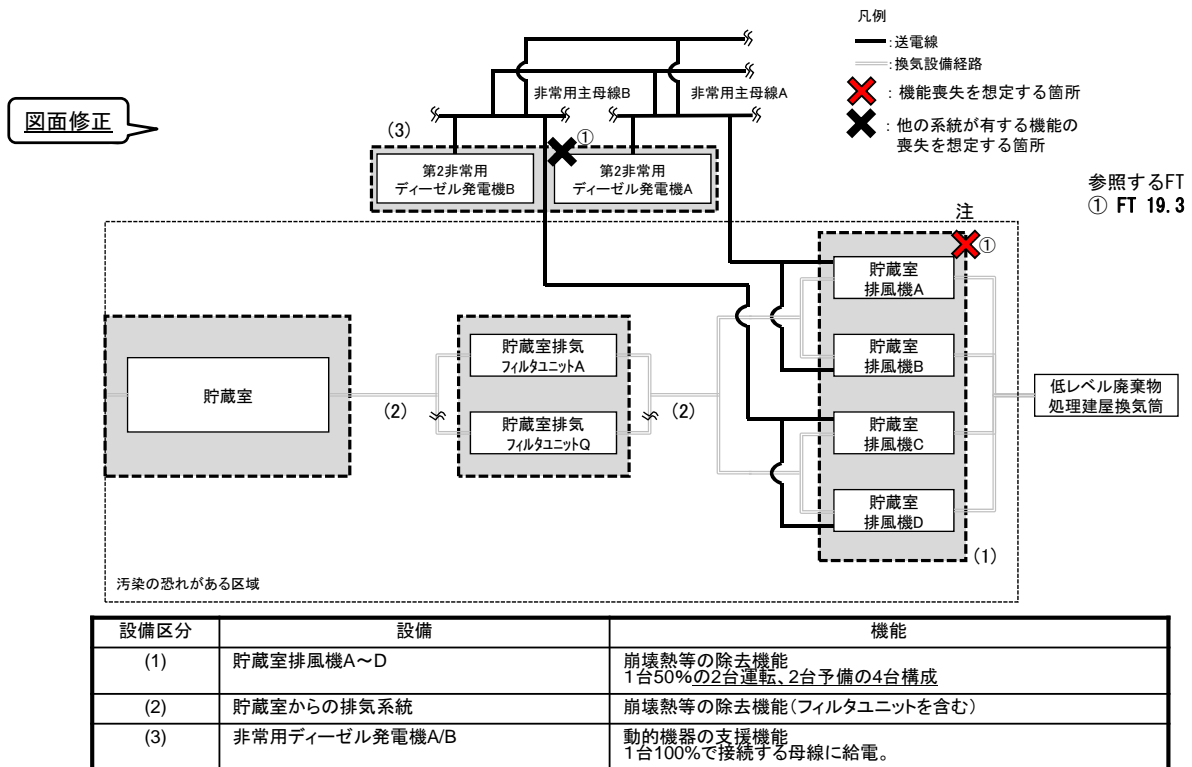 凡例
:送電線
:換気設備経路
: 機能喪失を想定する箇所
: 他の系統が有する機能の
喪失を想定する箇所
参照するFT
① FT 19.3
図面修正
非常用主母線B
非常用主母線A
(3)
①
第2非常用
ディーゼル発電機B
第2非常用
ディーゼル発電機A
注
①
貯蔵室
排風機A
貯蔵室
排風機B
貯蔵室
排風機C
貯蔵室
排風機D
(1)
貯蔵室
(2)
貯蔵室排気
フィルタユニットA
貯蔵室排気
フィルタユニットQ
(2)
低レベル廃棄物
処理建屋換気筒
汚染の恐れがある区域
設備区分 設備 機能
(1) 貯蔵室排風機A～D 崩壊熱等の除去機能
1台50%の2台運転、2台予備の4台構成
(2) 貯蔵室からの排気系統 崩壊熱等の除去機能(フィルタユニットを含む)
(3) 非常用ディーゼル発電機A/B 動的機器の支援機能
1台100%で接続する母線に給電。